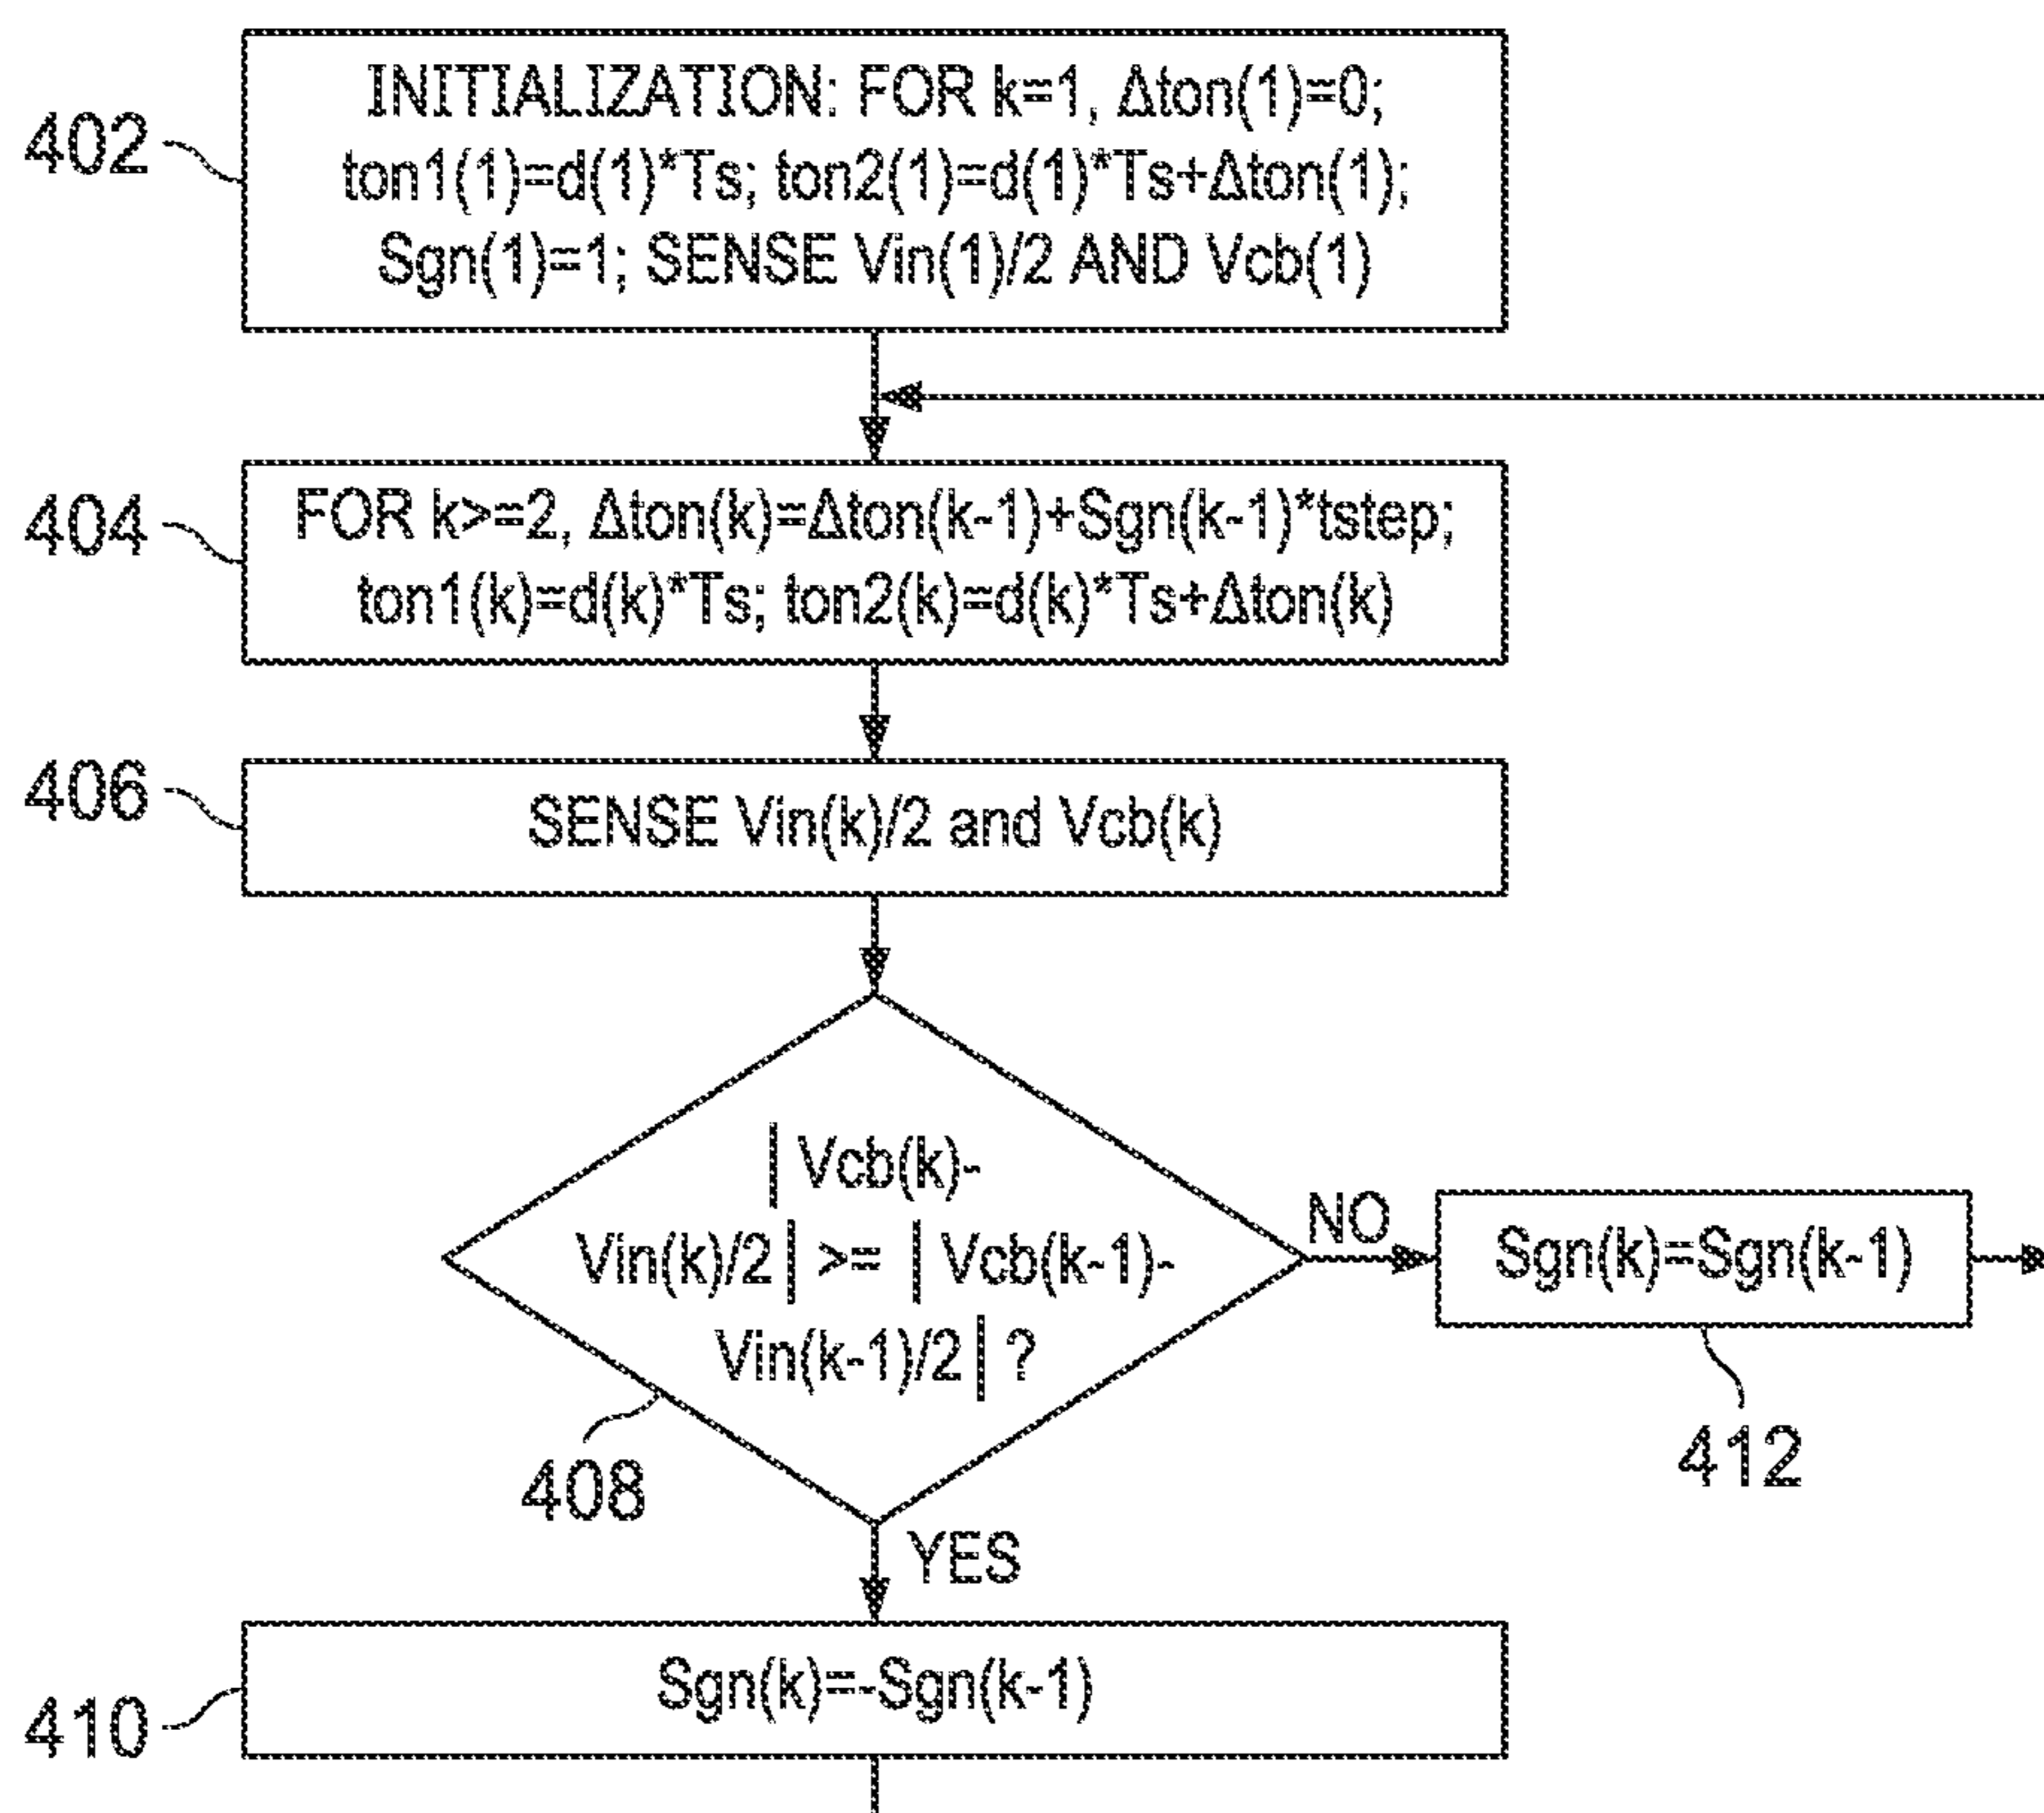 402
INITIALIZATION: FOR k=1, Δton(1)=0;
ton1(1)=d(1)*Ts; ton2(1)=d(1)*Ts+Δton(1);
Sgn(1)=1; SENSE Vin(1)/2 AND Vcb(1)
404
FOR k>=2, Δton(k)=Δton(k-1)+Sgn(k-1)*tstep;
ton1(k)=d(k)*Ts; ton2(k)=d(k)*Ts+Δton(k)
406
SENSE Vin(k)/2 and Vcb(k)
| Vcb(k)-
Vin(k)/2| >= | Vcb(k-1)-
Vin(k-1)/2| ?
408
NO
Sgn(k)=Sgn(k-1)
412
YES
410
Sgn(k)=-Sgn(k-1)